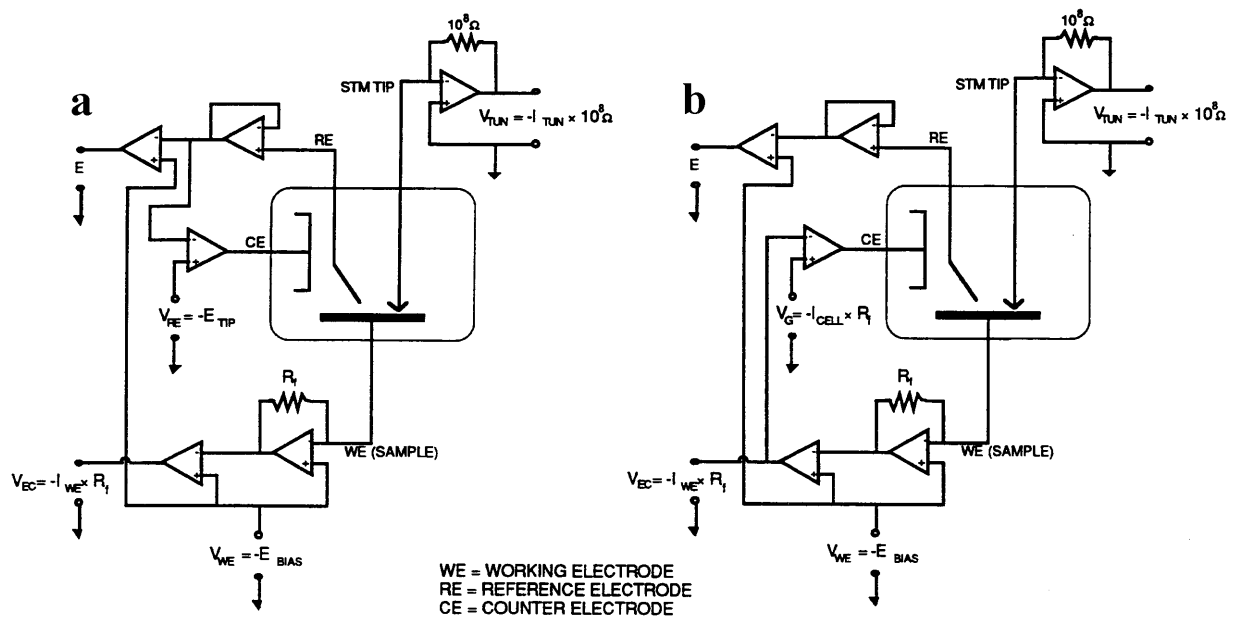 a
10⁸Ω
STM TIP
-
+
V_TUN = -I_TUN × 10⁸Ω
-
+
-
+
RE
E
-
+
CE
V_RE = -E_TIP
R_f
-
+
-
+
WE (SAMPLE)
V_EC = -I_WE × R_f
V_WE = -E_BIAS
b
10⁸Ω
STM TIP
-
+
V_TUN = -I_TUN × 10⁸Ω
-
+
-
+
RE
E
-
+
CE
V_G = -I_CELL × R_f
R_f
-
+
-
+
WE (SAMPLE)
V_EC = -I_WE × R_f
V_WE = -E_BIAS
WE = WORKING ELECTRODE
RE = REFERENCE ELECTRODE
CE = COUNTER ELECTRODE